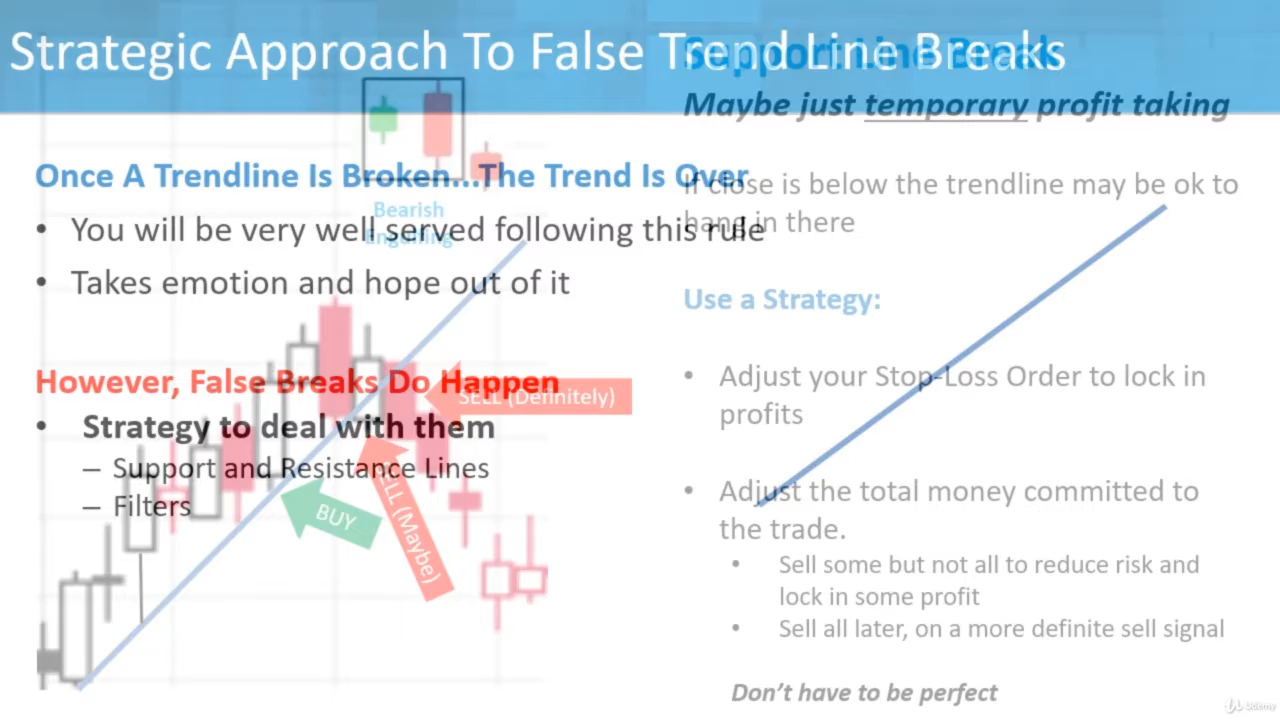 Strategic Approach To False Trend Line Breaks
Support Line Break
Maybe just temporary profit taking
Once A Trendline Is Broken...The Trend Is Over
• You will be very well served following this rule
• Takes emotion and hope out of it
However, False Breaks Do Happen
• Strategy to deal with them
– Support and Resistance Lines
– Filters
Bearish
Engulfing
SELL (Definitely)
BUY
SELL (Maybe)
If close is below the trendline may be ok to
hang in there
Use a Strategy:
• Adjust your Stop-Loss Order to lock in
profits
• Adjust the total money committed to
the trade.
• Sell some but not all to reduce risk and
lock in some profit
• Sell all later, on a more definite sell signal
Don't have to be perfect
Udemy